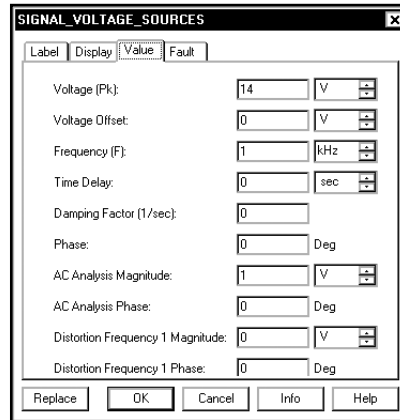 SIGNAL_VOLTAGE_SOURCES x
Label Display Value Fault
Voltage (Pk): 14 V
Voltage Offset: 0 V
Frequency (F): 1 kHz
Time Delay: 0 sec
Damping Factor (1/sec): 0
Phase: 0 Deg
AC Analysis Magnitude: 1 V
AC Analysis Phase: 0 Deg
Distortion Frequency 1 Magnitude: 0 V
Distortion Frequency 1 Phase: 0 Deg
Replace OK Cancel Info Help